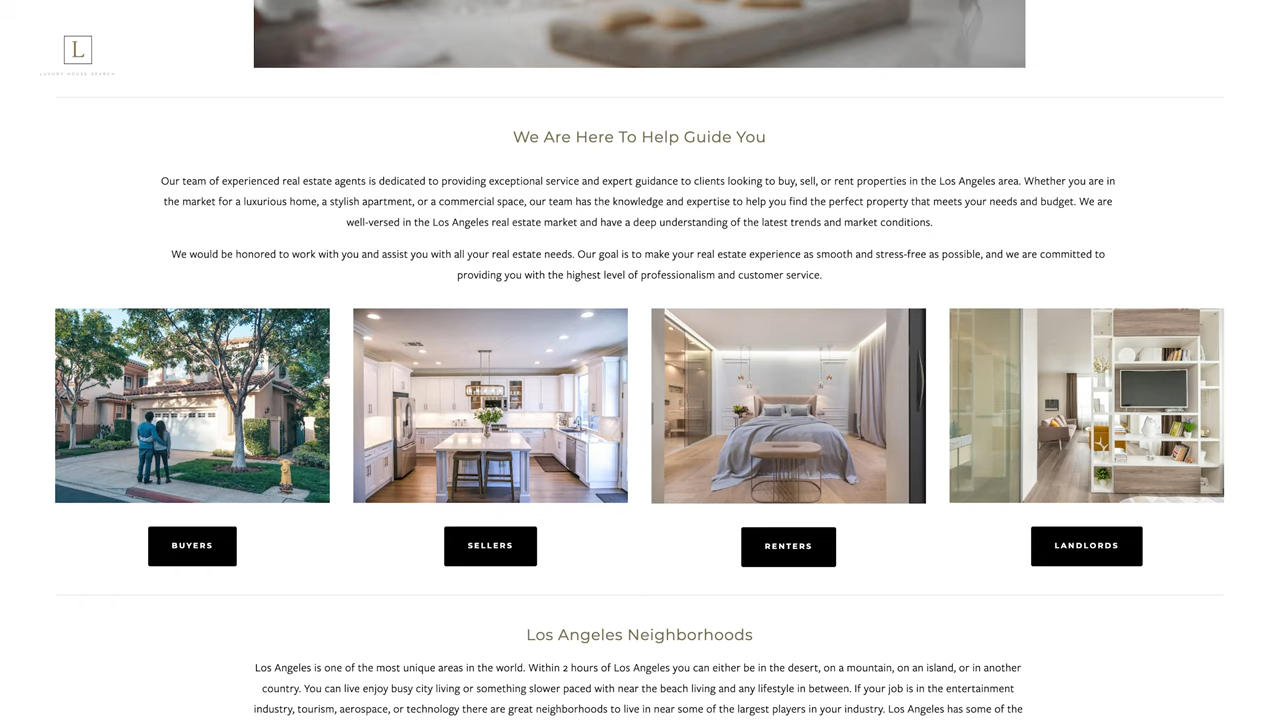 L
LUXURY HOUSE SEARCH
We Are Here To Help Guide You
Our team of experienced real estate agents is dedicated to providing exceptional service and expert guidance to clients looking to buy, sell, or rent properties in the Los Angeles area. Whether you are in
the market for a luxurious home, a stylish apartment, or a commercial space, our team has the knowledge and expertise to help you find the perfect property that meets your needs and budget. We are
well-versed in the Los Angeles real estate market and have a deep understanding of the latest trends and market conditions.
We would be honored to work with you and assist you with all your real estate needs. Our goal is to make your real estate experience as smooth and stress-free as possible, and we are committed to
providing you with the highest level of professionalism and customer service.
BUYERS
SELLERS
RENTERS
LANDLORDS
Los Angeles Neighborhoods
Los Angeles is one of the most unique areas in the world. Within 2 hours of Los Angeles you can either be in the desert, on a mountain, on an island, or in another
country. You can live enjoy busy city living or something slower paced with near the beach living and any lifestyle in between. If your job is in the entertainment
industry, tourism, aerospace, or technology there are great neighborhoods to live in near some of the largest players in your industry. Los Angeles has some of the